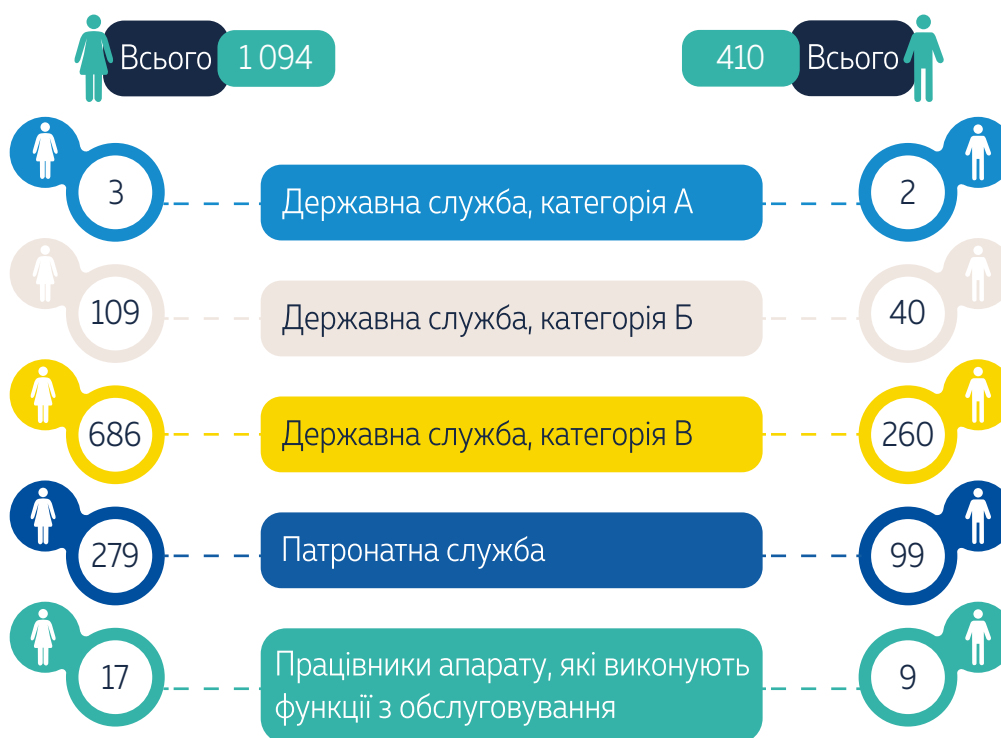 Всього 1 094
410 Всього
3 Державна служба, категорія А 2
109 Державна служба, категорія Б 40
686 Державна служба, категорія В 260
279 Патронатна служба 99
17 Працівники апарату, які виконують 9
функції з обслуговування